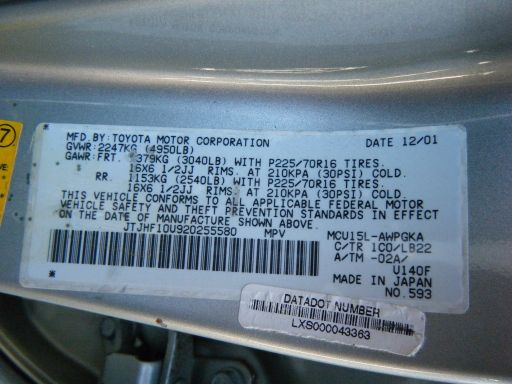 7
MFD.BY:TOYOTA MOTOR CORPORATION DATE 12/01
GVWR:2247KG (4950LB)
GAWR:FRT. 1379KG (3040LB) WITH P225/70R16 TIRES.
16X6 1/2JJ RIMS. AT 210KPA (30PSI) COLD.
RR. 1153KG (2540LB) WITH P225/70R16 TIRES.
16X6 1/2JJ RIMS. AT 210KPA (30PSI) COLD.
THIS VEHICLE CONFORMS TO ALL APPLICABLE FEDERAL MOTOR
VEHICLE SAFETY AND THEFT PREVENTION STANDARDS IN EFFECT
ON THE DATE OF MANUFACTURE SHOWN ABOVE.
JTJHF10U920255580 MPV MCU15L-AWPGKA
C/TR 1C0/LB22
A/TM -02A/
U140F
MADE IN JAPAN
NO.593
DATADOT NUMBER
LXS000043363